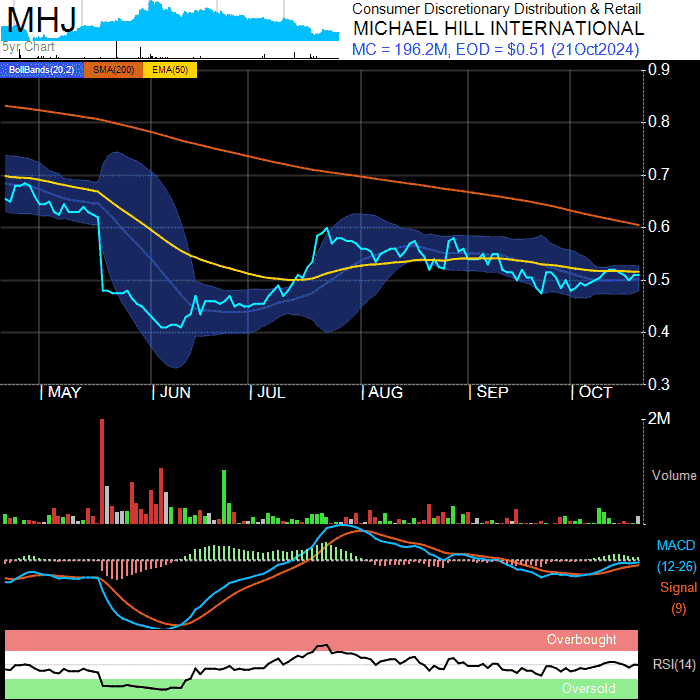 MHJ
5yr Chart
Consumer Discretionary Distribution & Retail
MICHAEL HILL INTERNATIONAL
MC = 196.2M, EOD = $0.51 (21Oct2024)
BollBands(20,2) SMA(200) EMA(50)
0.9
0.8
0.7
0.6
0.5
0.4
0.3
MAY JUN JUL AUG SEP OCT
2M
Volume
MACD
(12-26)
Signal
(9)
Overbought
RSI(14)
Oversold